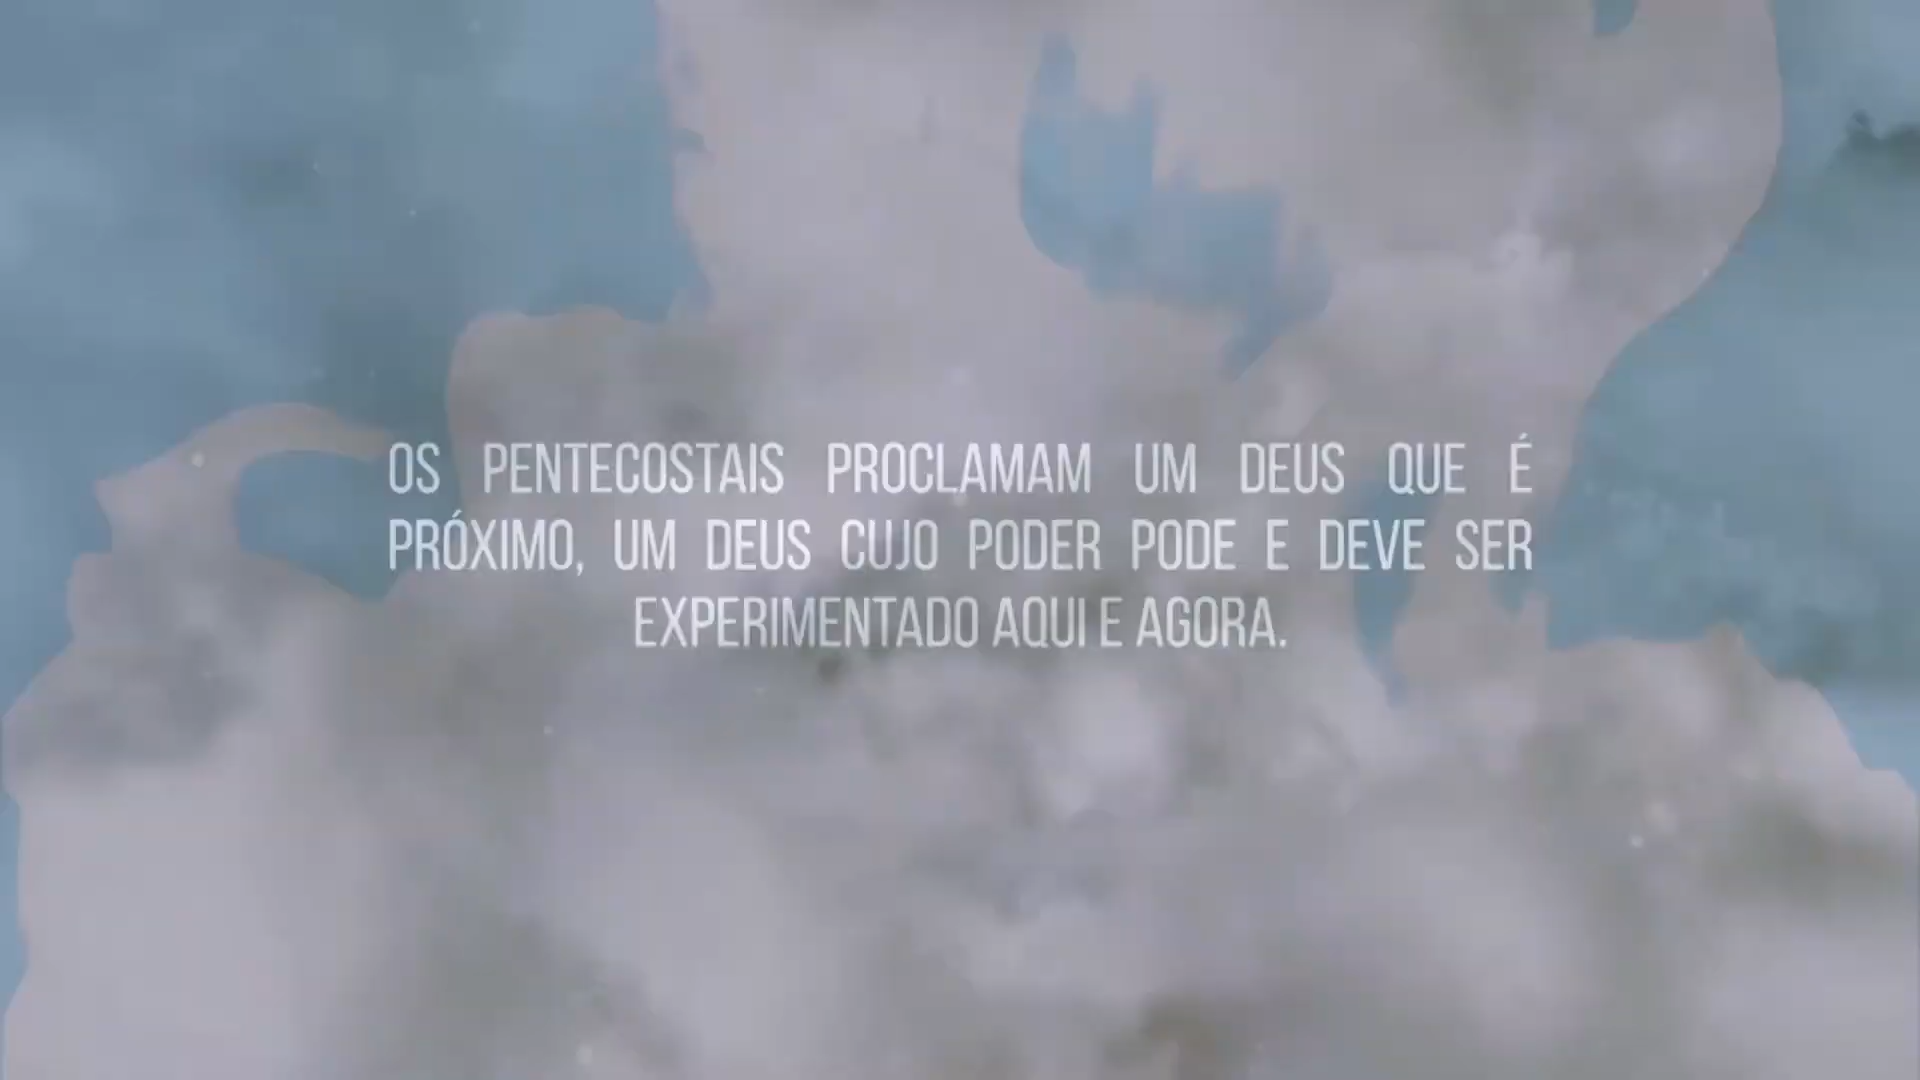 OS PENTECOSTAIS PROCLAMAM UM DEUS QUE É
PRÓXIMO, UM DEUS CUJO PODER PODE E DEVE SER
EXPERIMENTADO AQUI E AGORA.